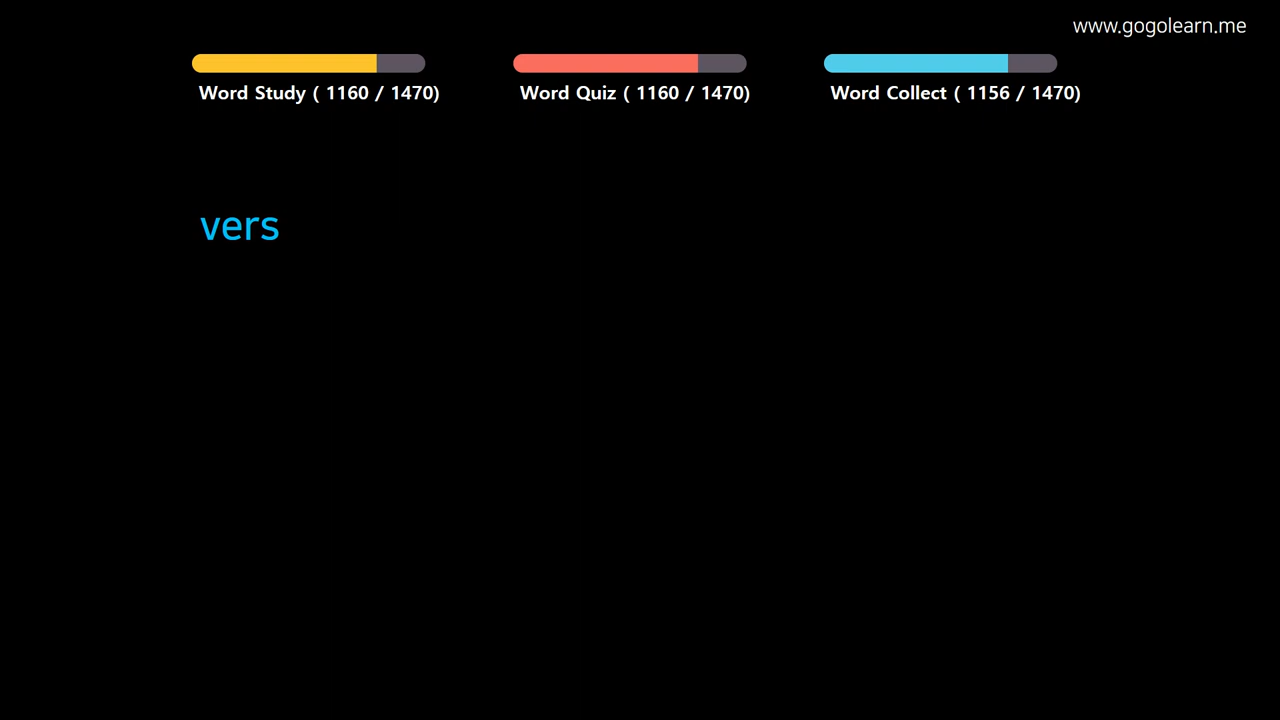 www.gogolearn.me
Word Study ( 1160 / 1470)
Word Quiz ( 1160 / 1470)
Word Collect ( 1156 / 1470)
vers